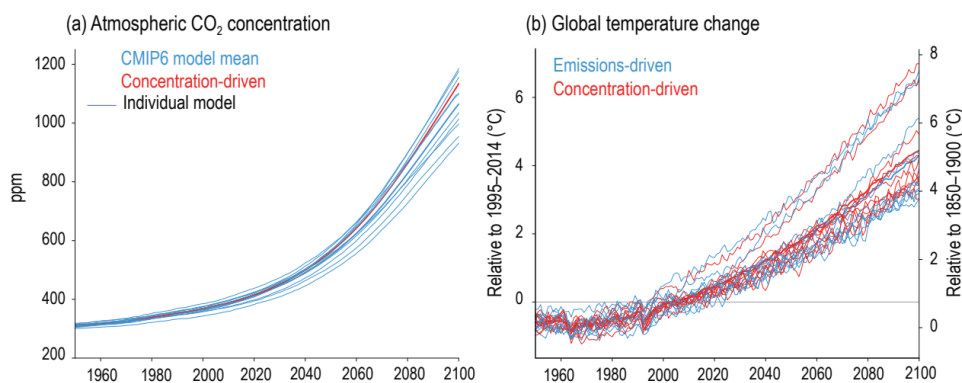 (a) Atmospheric CO₂ concentration
CMIP6 model mean
Concentration-driven
Individual model
ppm
1200
1000
800
600
400
200
1960 1980 2000 2020 2040 2060 2080 2100
(b) Global temperature change
Emissions-driven
Concentration-driven
Relative to 1995–2014 (°C)
6
4
2
0
8
6
4
2
0
Relative to 1850–1900 (°C)
1960 1980 2000 2020 2040 2060 2080 2100